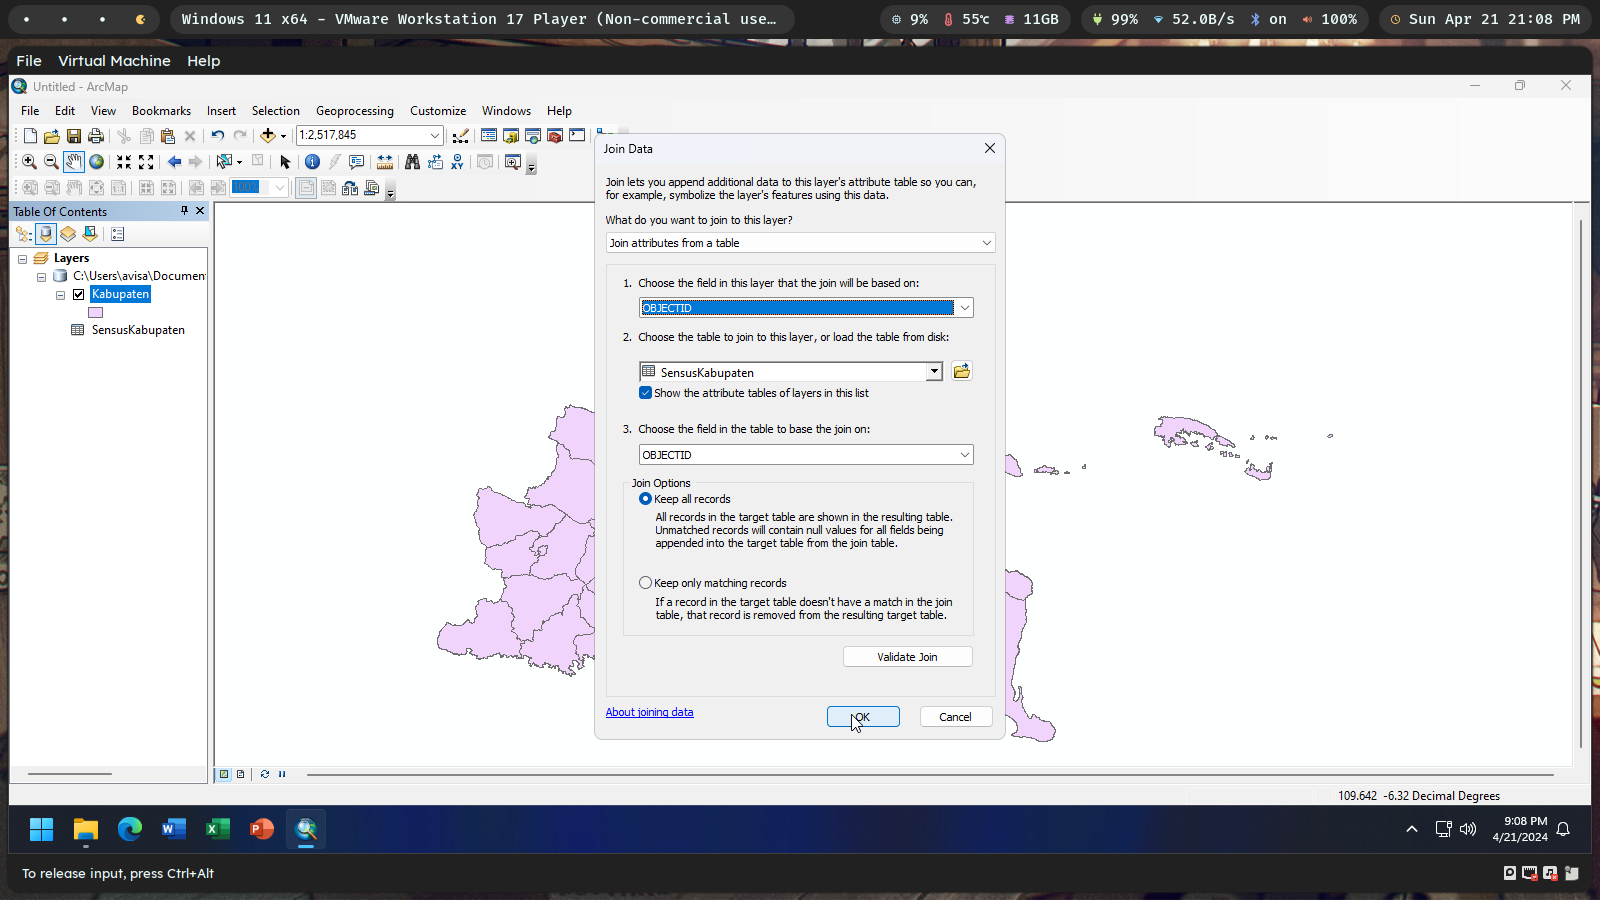 Windows 11 x64 - VMware Workstation 17 Player (Non-commercial use…
9%
55℃
11GB
99%
52.0B/s
on
100%
Sun Apr 21 21:08 PM
File Virtual Machine Help
Untitled - ArcMap
File Edit View Bookmarks Insert Selection Geoprocessing Customize Windows Help
1:2,517,845
100%
Table Of Contents
Layers
C:\Users\avisa\Documen
Kabupaten
SensusKabupaten
Join Data
Join lets you append additional data to this layer's attribute table so you can,
for example, symbolize the layer's features using this data.
What do you want to join to this layer?
Join attributes from a table
1. Choose the field in this layer that the join will be based on:
OBJECTID
2. Choose the table to join to this layer, or load the table from disk:
SensusKabupaten
Show the attribute tables of layers in this list
3. Choose the field in the table to base the join on:
OBJECTID
Join Options
Keep all records
All records in the target table are shown in the resulting table.
Unmatched records will contain null values for all fields being
appended into the target table from the join table.
Keep only matching records
If a record in the target table doesn't have a match in the join
table, that record is removed from the resulting target table.
Validate Join
About joining data
OK
Cancel
109.642 -6.32 Decimal Degrees
9:08 PM
4/21/2024
To release input, press Ctrl+Alt